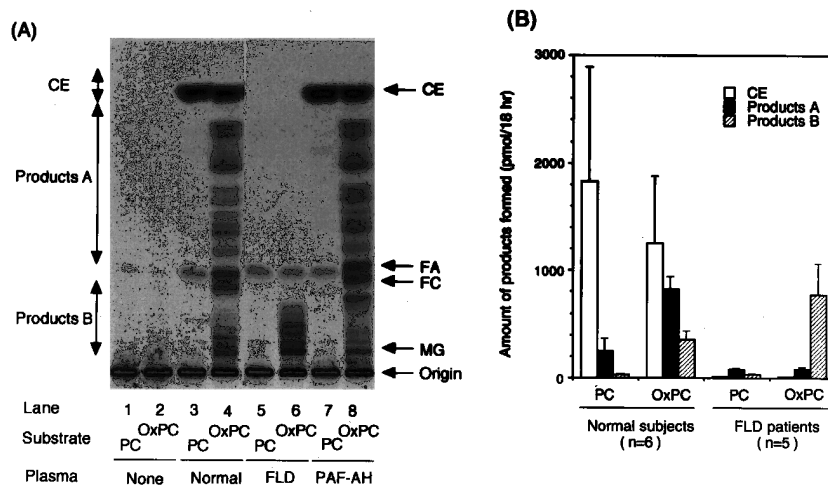 (A)
CE
Products A
Products B
CE
FA
FC
MG
Origin
Lane 1 2 3 4 5 6 7 8
Substrate PC OxPC PC OxPC PC OxPC PC OxPC
Plasma None Normal FLD PAF-AH
(B)
Amount of products formed (pmol/18 hr)
3000
2000
1000
0
CE
Products A
Products B
PC OxPC PC OxPC
Normal subjects FLD patients
( n=6) (n=5)